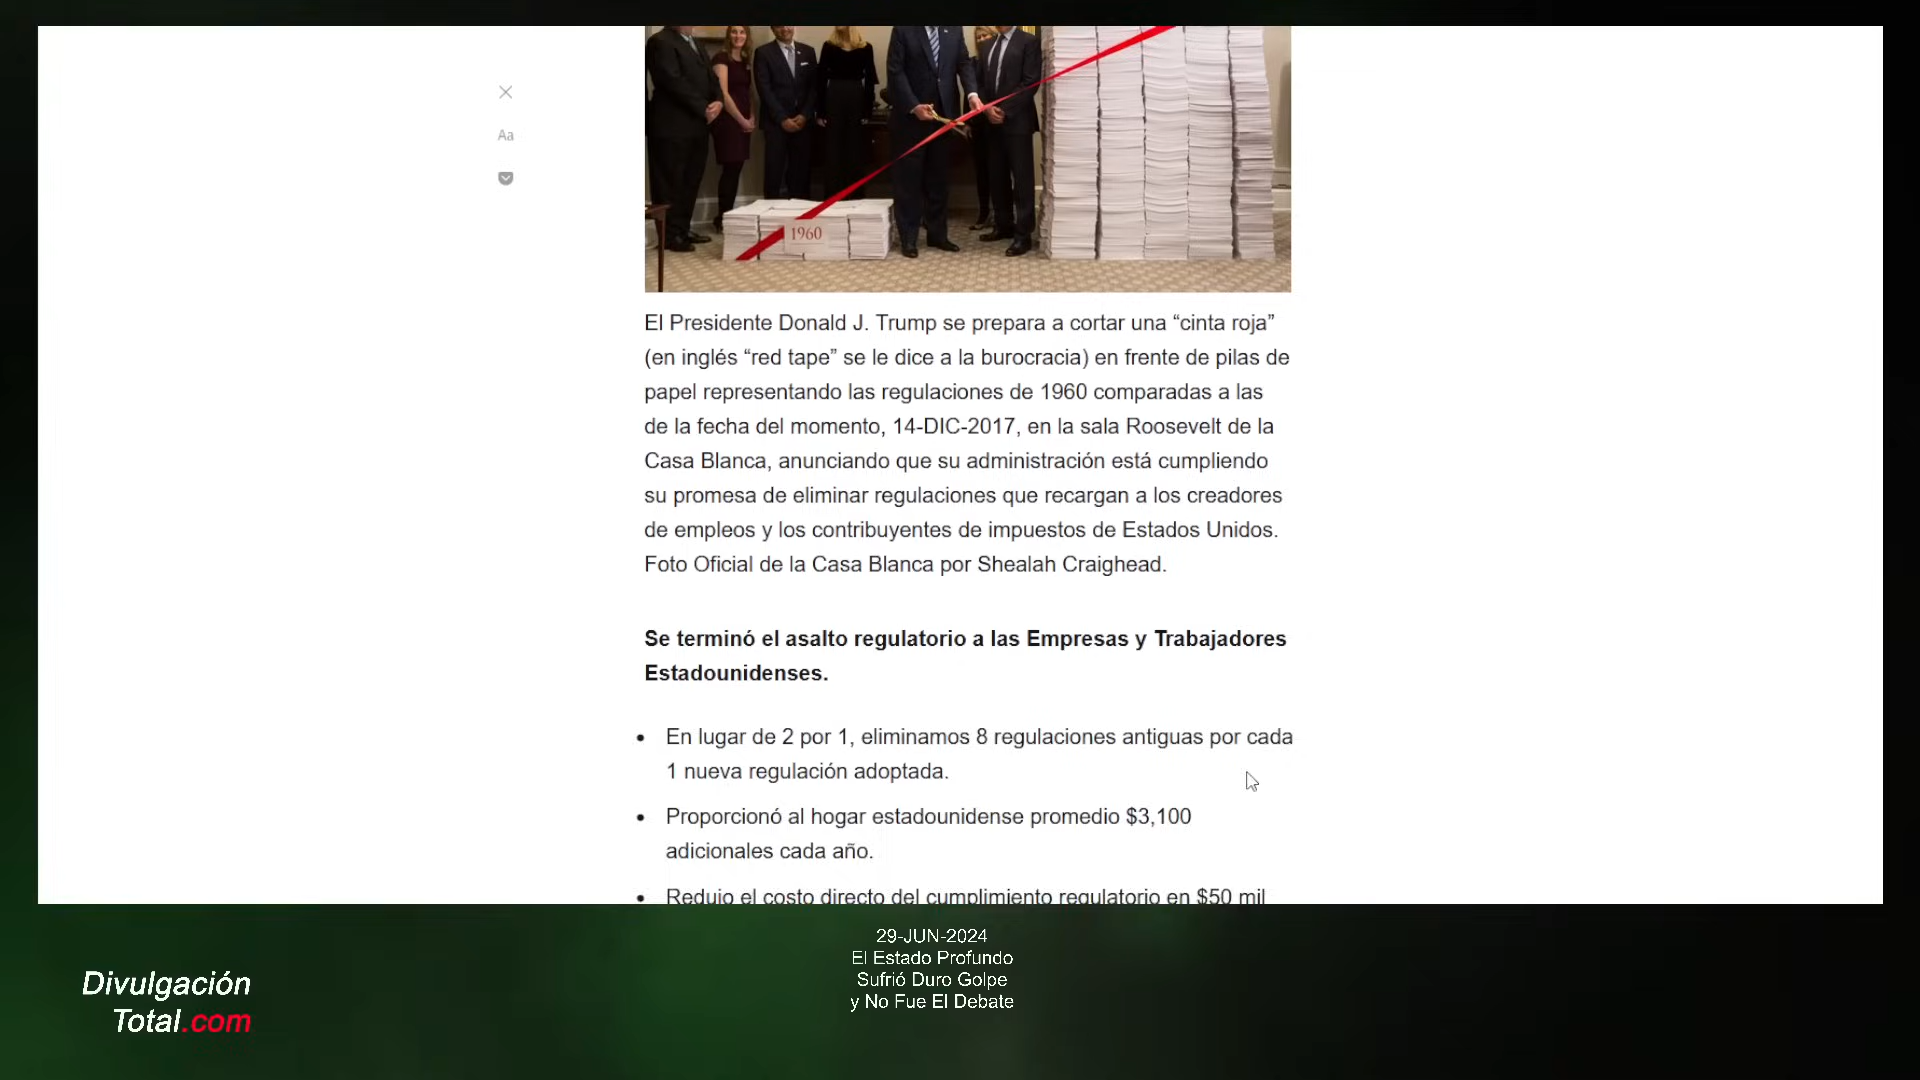 1960
Aa
El Presidente Donald J. Trump se prepara a cortar una “cinta roja”
(en inglés “red tape” se le dice a la burocracia) en frente de pilas de
papel representando las regulaciones de 1960 comparadas a las
de la fecha del momento, 14-DIC-2017, en la sala Roosevelt de la
Casa Blanca, anunciando que su administración está cumpliendo
su promesa de eliminar regulaciones que recargan a los creadores
de empleos y los contribuyentes de impuestos de Estados Unidos.
Foto Oficial de la Casa Blanca por Shealah Craighead.
Se terminó el asalto regulatorio a las Empresas y Trabajadores
Estadounidenses.
En lugar de 2 por 1, eliminamos 8 regulaciones antiguas por cada
1 nueva regulación adoptada.
Proporcionó al hogar estadounidense promedio $3,100
adicionales cada año.
Redujo el costo directo del cumplimiento regulatorio en $50 mil
29-JUN-2024
El Estado Profundo
Sufrió Duro Golpe
y No Fue El Debate
Divulgación
Total.com